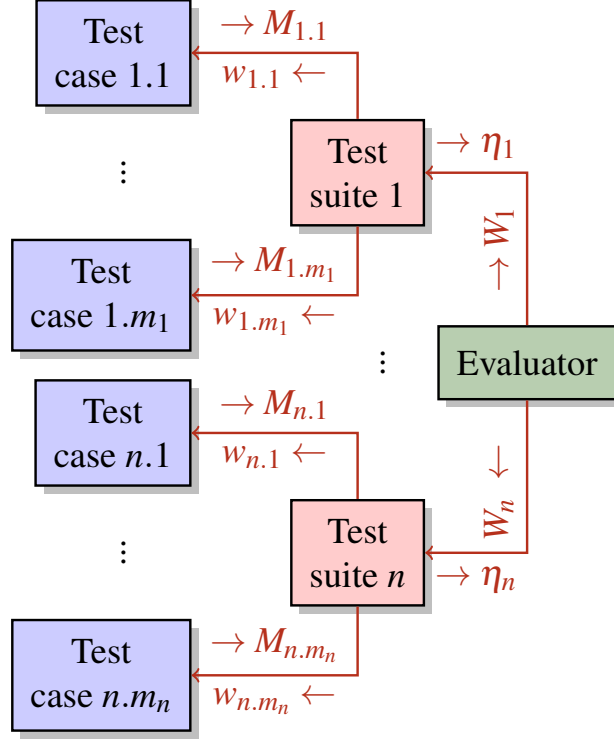 Test
case 1.1
→ M₁.₁
w₁.₁ ←
⋮
Test
suite 1
→ η₁
→ W₁
Test
case 1.m₁
→ M₁.ₘ₁
w₁.ₘ₁ ←
⋮
Evaluator
Test
case n.1
→ Mₙ.₁
wₙ.₁ ←
⋮
Test
suite n
Wₙ ←
→ ηₙ
Test
case n.mₙ
→ Mₙ.ₘₙ
wₙ.ₘₙ ←